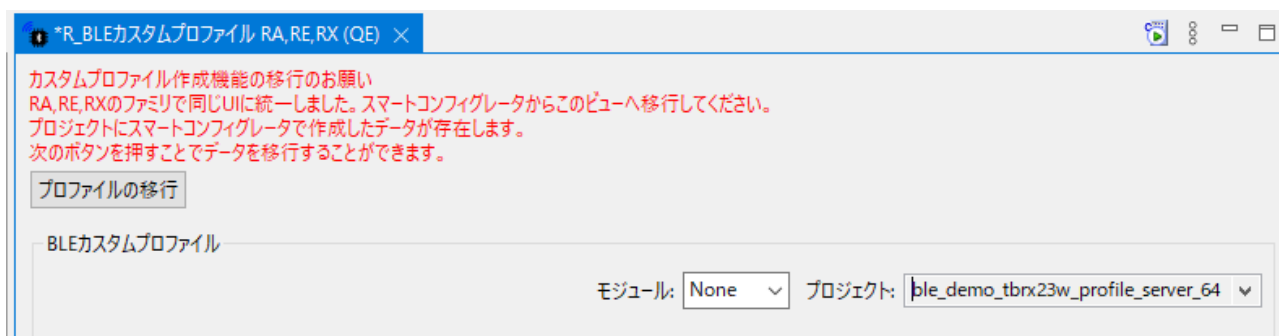 *R_BLEカスタムプロファイル RA,RE,RX (QE)
カスタムプロファイル作成機能の移行のお願い
RA,RE,RXのファミリで同じUIに統一しました。スマートコンフィグレータからこのビューへ移行してください。
プロジェクトにスマートコンフィグレータで作成したデータが存在します。
次のボタンを押すことでデータを移行することができます。
プロファイルの移行
BLEカスタムプロファイル
モジュール: None プロジェクト: ble_demo_tbrx23w_profile_server_64